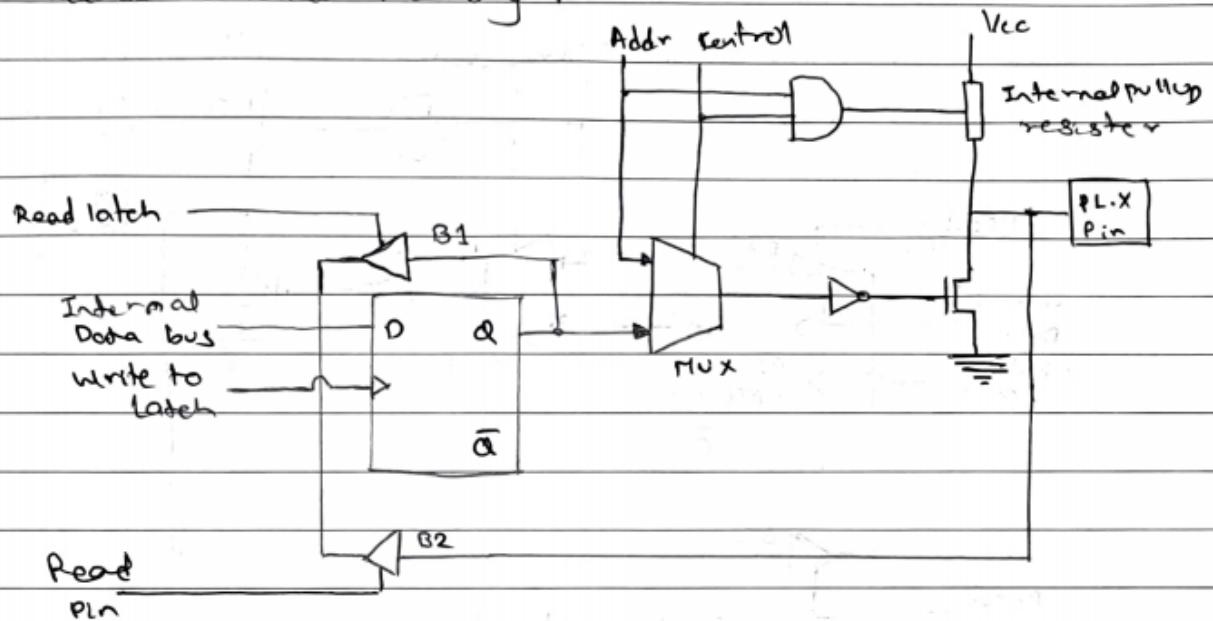 Addr Control
Vcc
Internal pullup
resister
Read latch
B1
P1.X
Pin
Internal
Data bus
D Q
MUX
Write to
Latch
Q̅
B2
Read
Pin